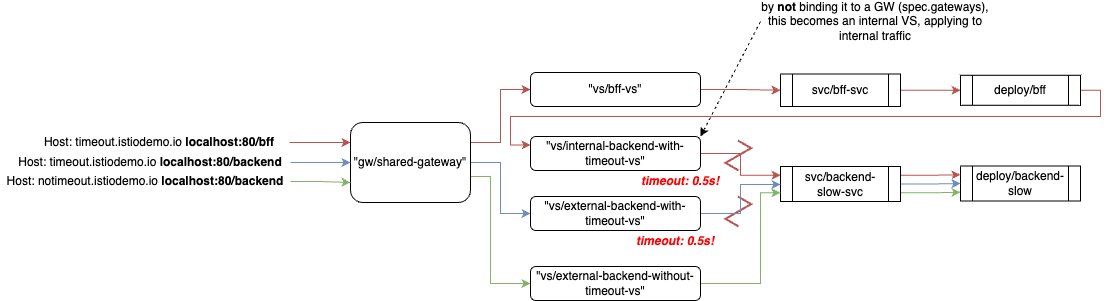 by not binding it to a GW (spec.gateways),
this becomes an internal VS, applying to
internal traffic
"vs/bff-vs"
svc/bff-svc
deploy/bff
Host: timeout.istiodemo.io localhost:80/bff
Host: timeout.istiodemo.io localhost:80/backend
Host: notimeout.istiodemo.io localhost:80/backend
"gw/shared-gateway"
"vs/internal-backend-with-
timeout-vs"
timeout: 0.5s!
svc/backend-
slow-svc
deploy/backend-
slow
"vs/external-backend-with-
timeout-vs"
timeout: 0.5s!
"vs/external-backend-without-
timeout-vs"